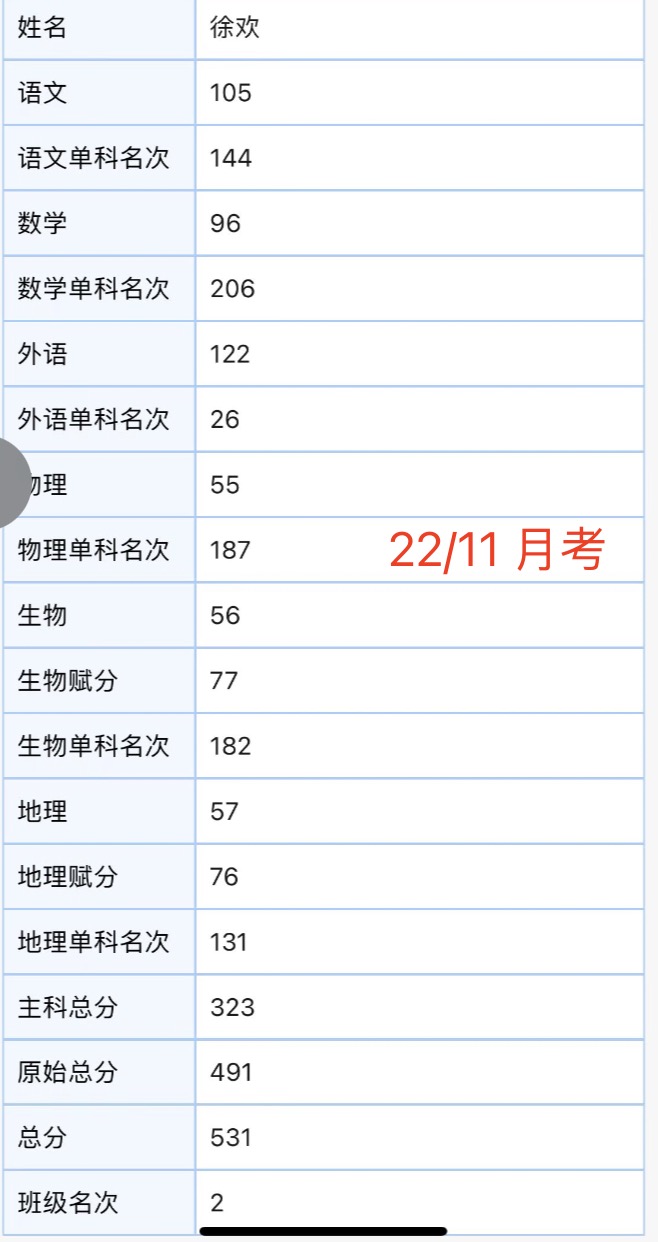 姓名 徐欢
语文 105
语文单科名次 144
数学 96
数学单科名次 206
外语 122
外语单科名次 26
理 55
物理单科名次 187 22/11 月考
生物 56
生物赋分 77
生物单科名次 182
地理 57
地理赋分 76
地理单科名次 131
主科总分 323
原始总分 491
总分 531
班级名次 2